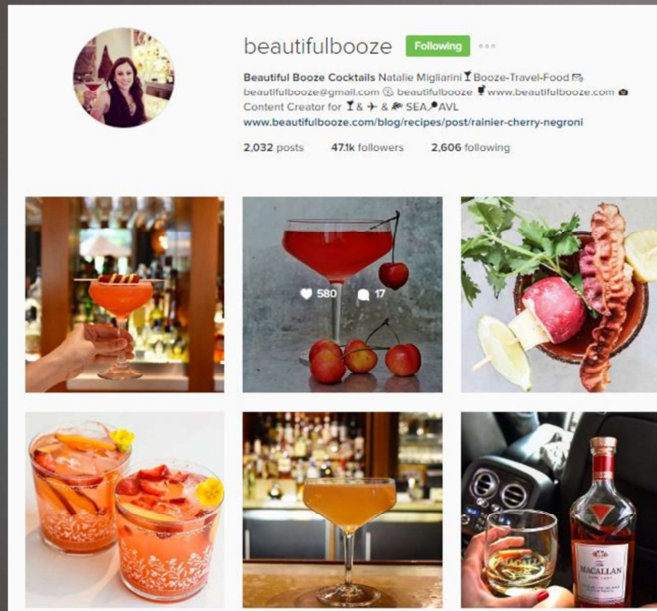 beautifulbooze Following
Beautiful Booze Cocktails Natalie Migliarini Booze-Travel-Food
beautifulbooze@gmail.com beautifulbooze www.beautifulbooze.com
Content Creator for & & SEA AVL
www.beautifulbooze.com/blog/recipes/post/rainier-cherry-negroni
2,032 posts 47.1k followers 2,606 following
580 17
MACALLAN
The
MACALLAN